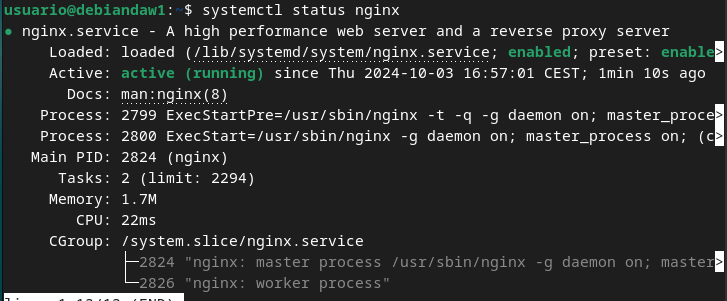 usuario@debiandaw1:~$ systemctl status nginx
● nginx.service - A high performance web server and a reverse proxy server
Loaded: loaded (/lib/systemd/system/nginx.service; enabled; preset: enable>
Active: active (running) since Thu 2024-10-03 16:57:01 CEST; 1min 10s ago
Docs: man:nginx(8)
Process: 2799 ExecStartPre=/usr/sbin/nginx -t -q -g daemon on; master_proce>
Process: 2800 ExecStart=/usr/sbin/nginx -g daemon on; master_process on; (c>
Main PID: 2824 (nginx)
Tasks: 2 (limit: 2294)
Memory: 1.7M
CPU: 22ms
CGroup: /system.slice/nginx.service
├─2824 "nginx: master process /usr/sbin/nginx -g daemon on; master>
└─2826 "nginx: worker process"